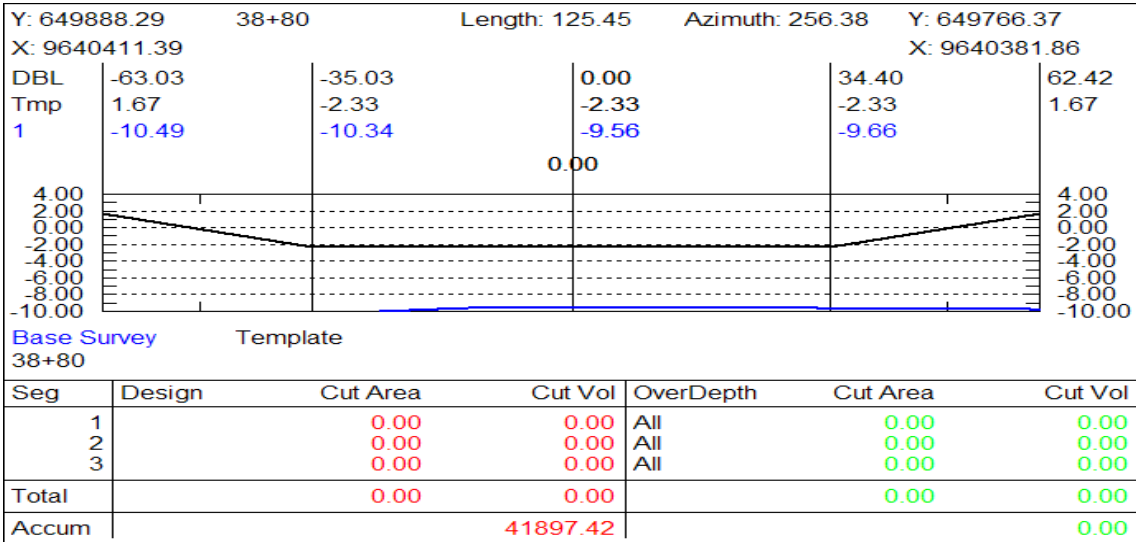 Y: 649888.29 38+80 Length: 125.45 Azimuth: 256.38 Y: 649766.37
X: 9640411.39 X: 9640381.86
DBL -63.03 -35.03 0.00 34.40 62.42
Tmp 1.67 -2.33 -2.33 -2.33 1.67
1 -10.49 -10.34 -9.56 -9.66
0.00
4.00 4.00
2.00 2.00
0.00 0.00
-2.00 -2.00
-4.00 -4.00
-6.00 -6.00
-8.00 -8.00
-10.00 -10.00
Base Survey Template
38+80
Seg Design Cut Area Cut Vol OverDepth Cut Area Cut Vol
1 0.00 0.00 All 0.00 0.00
2 0.00 0.00 All 0.00 0.00
3 0.00 0.00 All 0.00 0.00
Total 0.00 0.00 0.00 0.00
Accum 41897.42 0.00